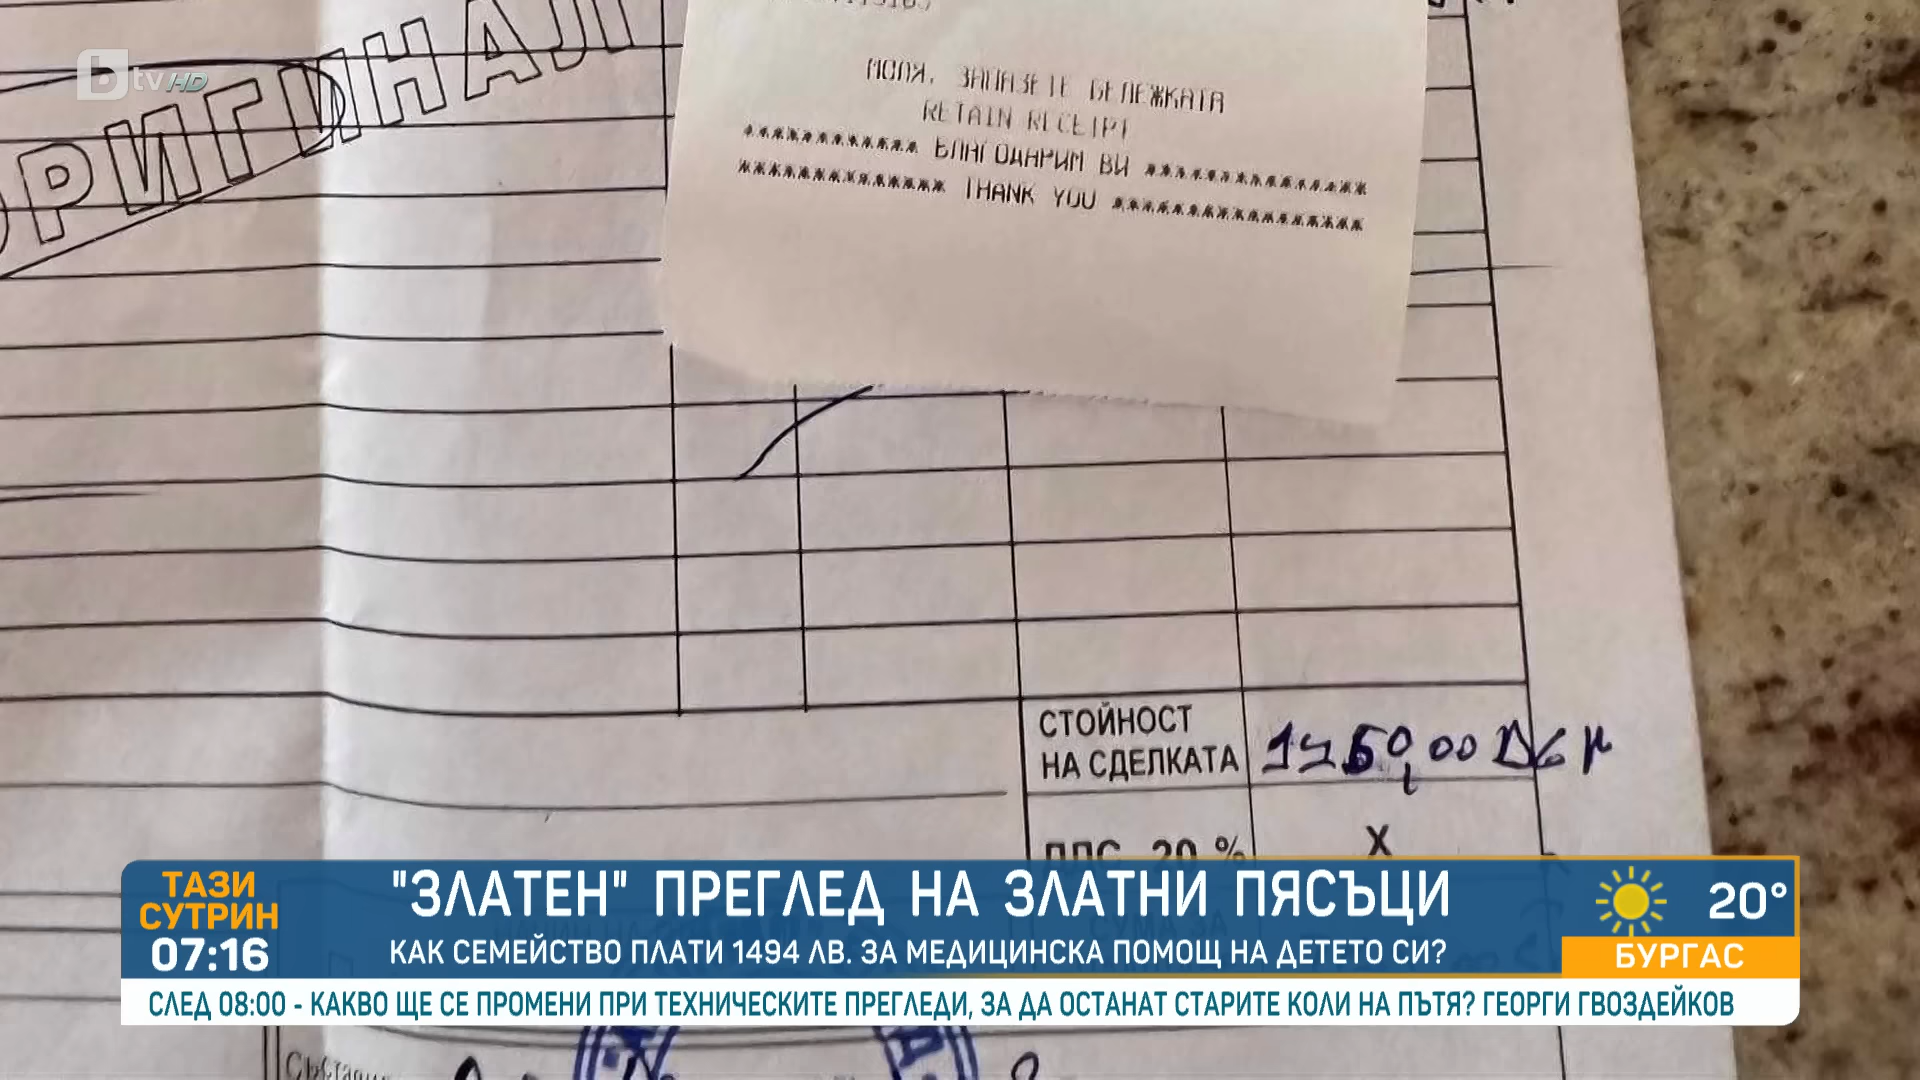 btv HD
ОРИГИНАЛ
МОЛЯ, ЗАПАЗЕТЕ БЕЛЕЖКАТА
RETAIN RECEIPT
************ БЛАГОДАРИМ ВИ ***************
************** THANK YOU *****************
СТОЙНОСТ
НА СДЕЛКАТА
ДДС 20 %
X
ТАЗИ
СУТРИН
07:16
"ЗЛАТЕН" ПРЕГЛЕД НА ЗЛАТНИ ПЯСЪЦИ
КАК СЕМЕЙСТВО ПЛАТИ 1494 ЛВ. ЗА МЕДИЦИНСКА ПОМОЩ НА ДЕТЕТО СИ?
20°
БУРГАС
СЛЕД 08:00 - КАКВО ЩЕ СЕ ПРОМЕНИ ПРИ ТЕХНИЧЕСКИТЕ ПРЕГЛЕДИ, ЗА ДА ОСТАНАТ СТАРИТЕ КОЛИ НА ПЪТЯ? ГЕОРГИ ГВОЗДЕЙКОВ